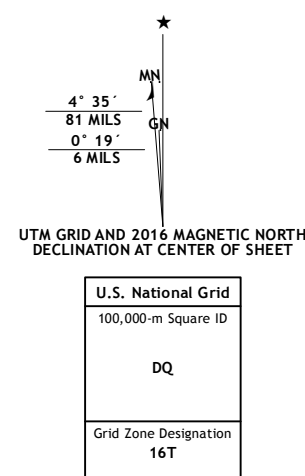 ★
MN
4° 35´
81 MILS
GN
0° 19´
6 MILS
UTM GRID AND 2016 MAGNETIC NORTH
DECLINATION AT CENTER OF SHEET
U.S. National Grid
100,000-m Square ID
DQ
Grid Zone Designation
16T